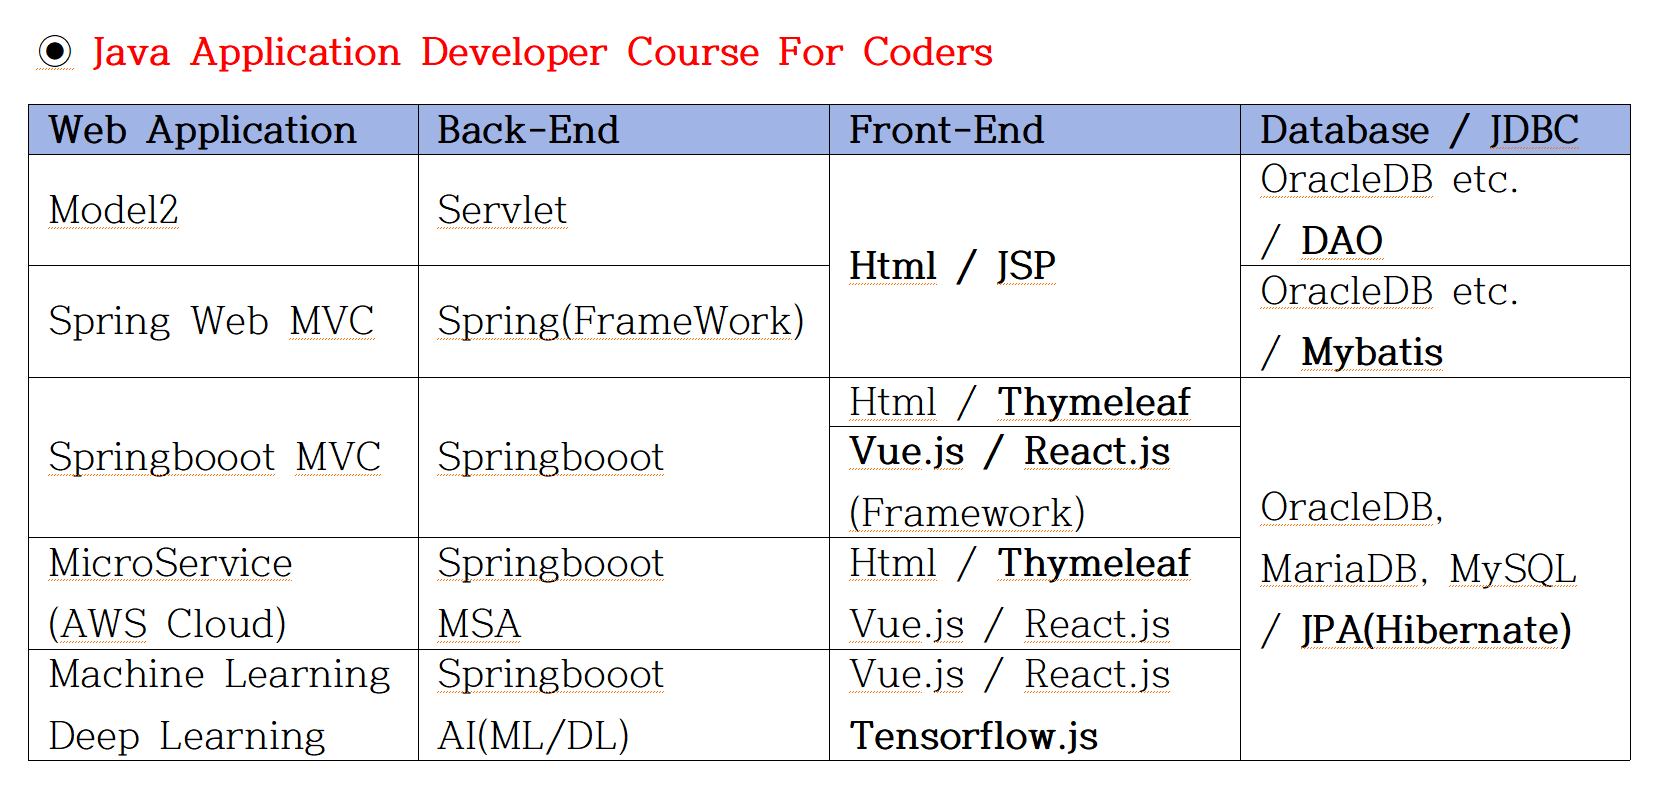 ◉ Java Application Developer Course For Coders
Web Application Back-End Front-End Database / JDBC
Model2
Servlet
Html / JSP
OracleDB etc.
/ DAO
Spring Web MVC
Spring(FrameWork)
OracleDB etc.
/ Mybatis
Springbooot MVC
Springbooot
Html / Thymeleaf
Vue.js / React.js
(Framework)
OracleDB,
MariaDB, MySQL
/ JPA(Hibernate)
MicroService
(AWS Cloud)
Springbooot
MSA
Html / Thymeleaf
Vue.js / React.js
Machine Learning
Deep Learning
Springbooot
AI(ML/DL)
Vue.js / React.js
Tensorflow.js